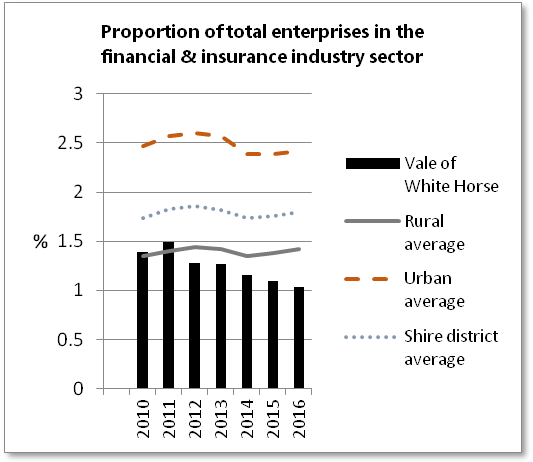 Proportion of total enterprises in the
financial & insurance industry sector
3
2.5
2
1.5
1
0.5
0
%
2010
2011
2012
2013
2014
2015
2016
Vale of
White Horse
Rural
average
Urban
average
Shire district
average